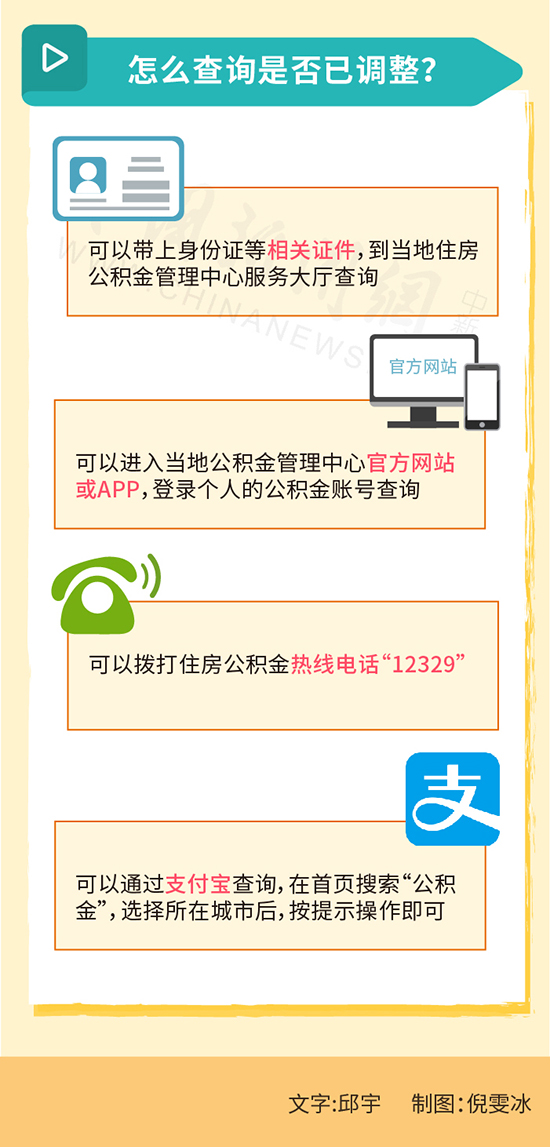 怎么查询是否已调整？
可以带上身份证等相关证件，到当地住房
公积金管理中心服务大厅查询
WWW.CHINANEWS
中新
官方网站
可以进入当地公积金管理中心官方网站
或APP，登录个人的公积金账号查询
可以拨打住房公积金热线电话“12329”
支
可以通过支付宝查询，在首页搜索“公积
金”，选择所在城市后，按提示操作即可
文字:邱宇 制图：倪雯冰